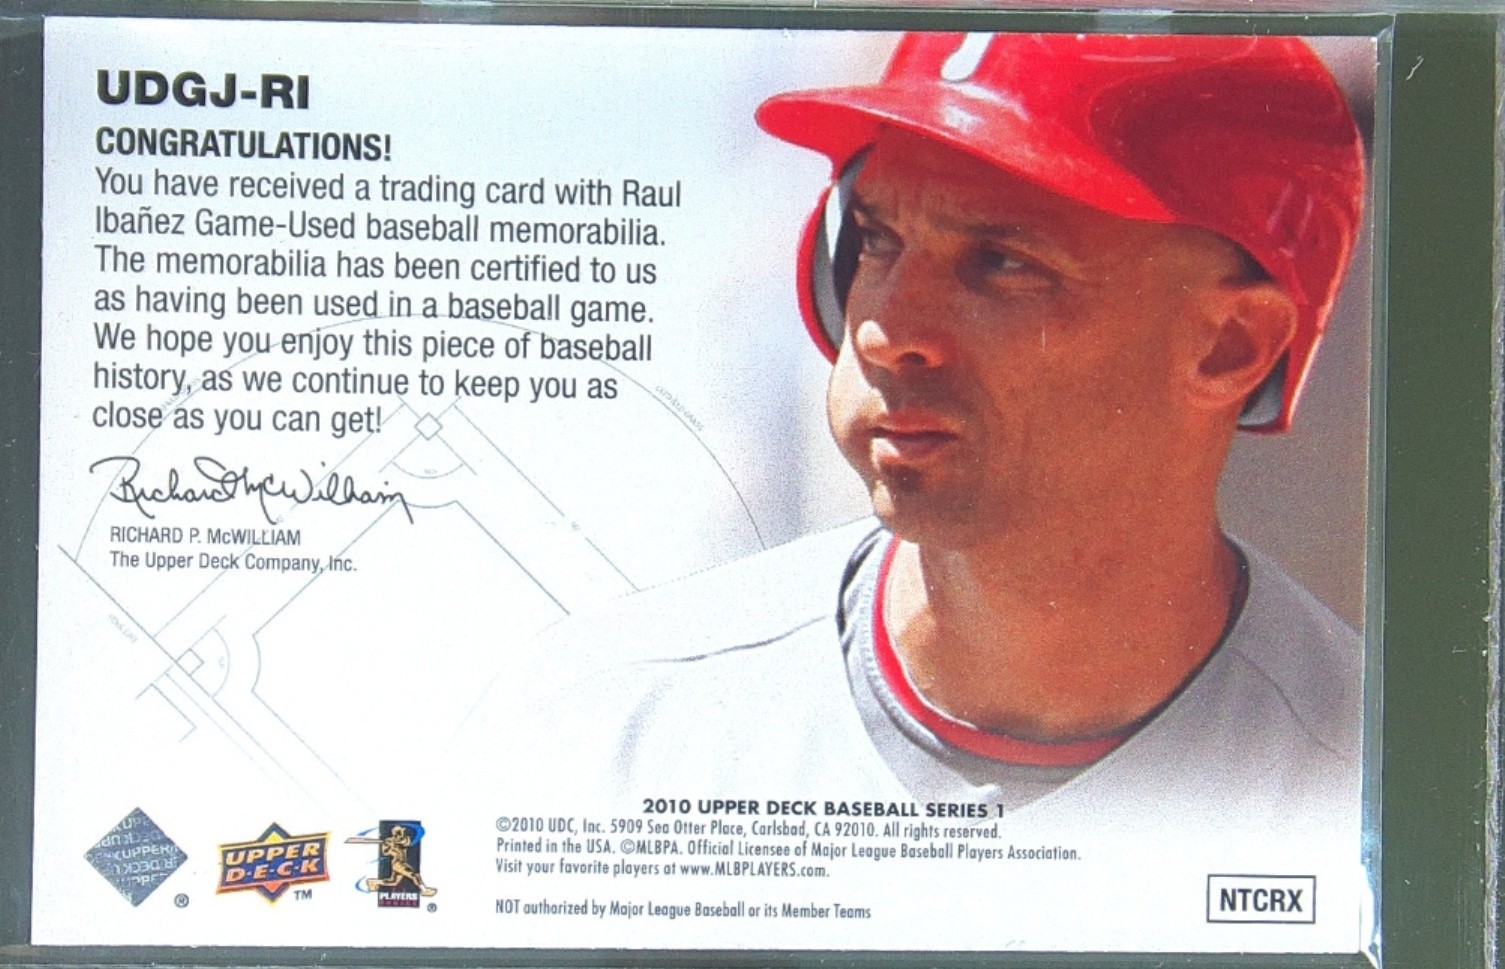 UDGJ-RI
CONGRATULATIONS!
You have received a trading card with Raul
Ibañez Game-Used baseball memorabilia.
The memorabilia has been certified to us
as having been used in a baseball game.
We hope you enjoy this piece of baseball
history, as we continue to keep you as
close as you can get!
Richard McWilliam
RICHARD P. McWILLIAM
The Upper Deck Company, Inc.
2010 UPPER DECK BASEBALL SERIES 1
©2010 UDC, Inc. 5909 Sea Otter Place, Carlsbad, CA 92010. All rights reserved.
Printed in the USA. ©MLBPA. Official Licensee of Major League Baseball Players Association.
Visit your favorite players at www.MLBPLAYERS.com.
NOT authorized by Major League Baseball or its Member Teams
UPPER
D·E·C·K
TM
PLAYERS
®
®
NTCRX